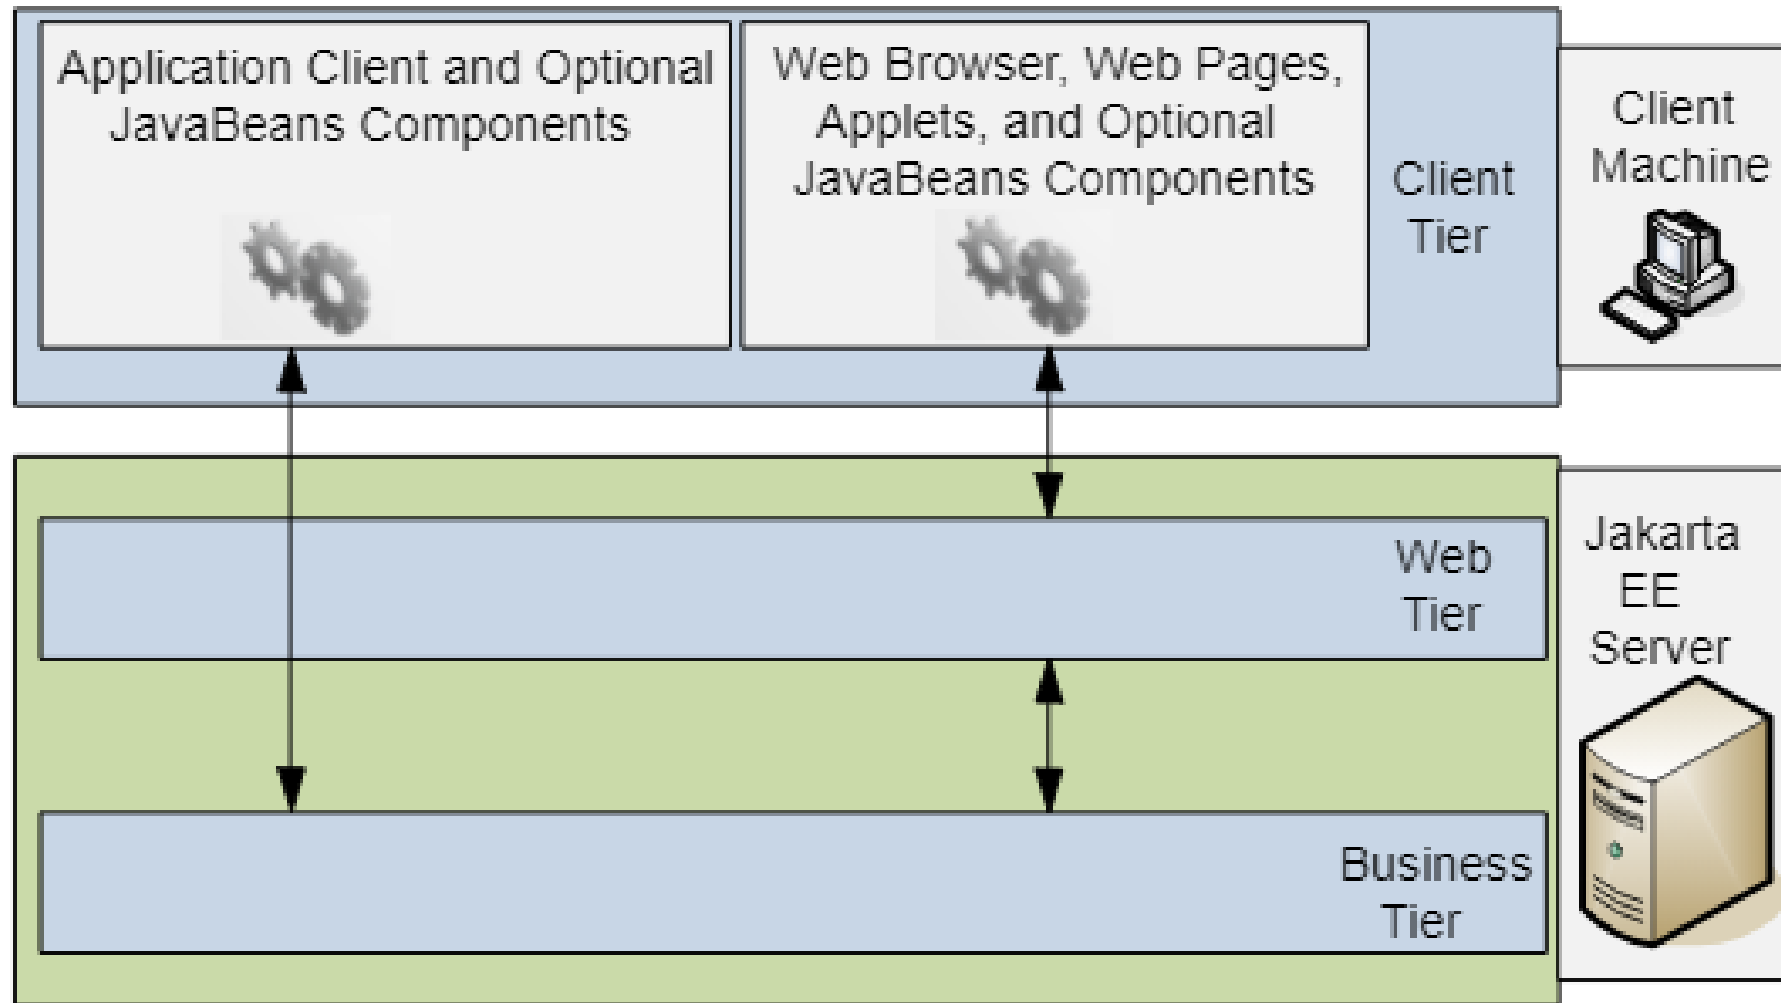 Application Client and Optional
JavaBeans Components
Web Browser, Web Pages,
Applets, and Optional
JavaBeans Components
Client
Tier
Client
Machine
Web
Tier
Jakarta
EE
Server
Business
Tier